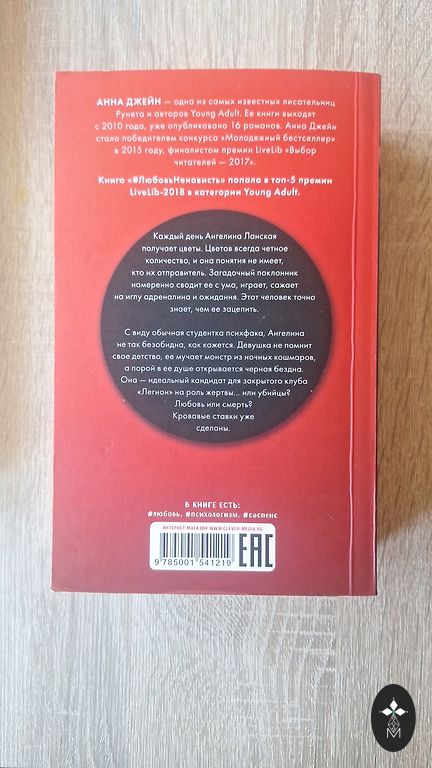 АННА ДЖЕЙН — одна из самых известных писательниц
Рунета и авторов Young Adult. Ее книги выходят
с 2010 года, уже опубликовано 16 романов. Анна Джейн
стала победителем конкурса «Молодежный бестселлер»
в 2015 году, финалистом премии LiveLib «Выбор
читателей — 2017».
Книга «#ЛюбовьНенависть» попала в топ-5 премии
LiveLib-2018 в категории Young Adult.
Каждый день Ангелина Ланская
получает цветы. Цветов всегда четное
количество, и она понятия не имеет,
кто их отправитель. Загадочный поклонник
намеренно сводит ее с ума, играет, сажает
на иглу адреналина и ожидания. Этот человек точно
знает, чем ее зацепить.
С виду обычная студентка психфака, Ангелина
не так безобидна, как кажется. Девушка не помнит
свое детство, ее мучает монстр из ночных кошмаров,
а порой в ее душе открывается черная бездна.
Она — идеальный кандидат для закрытого клуба
«Легион» на роль жертвы... или убийцы?
Любовь или смерть?
Кровавые ставки уже
сделаны.
В КНИГЕ ЕСТЬ:
#любовь, #психологизм, #саспенс
ИНТЕРНЕТ-МАГАЗИН WWW.CLEVER-MEDIA.RU
9 785001 541219
EAC
M